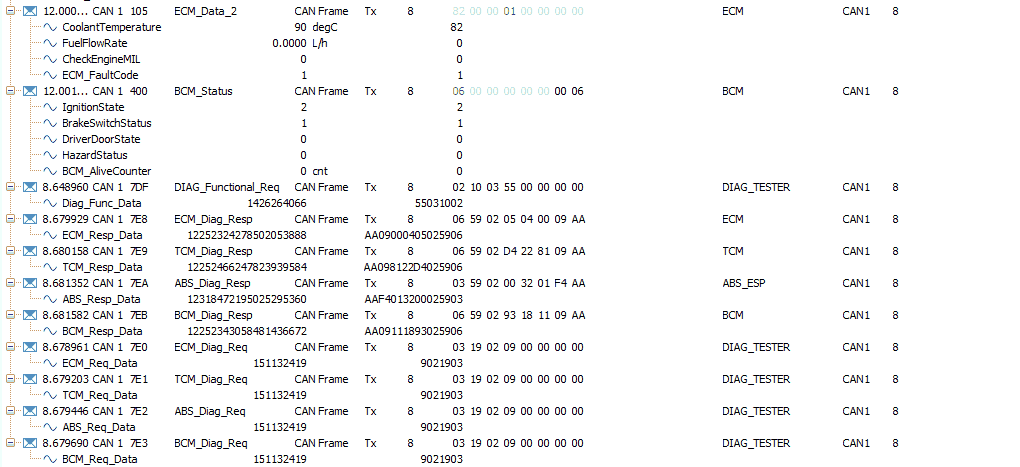 12.000... CAN 1 105 ECM_Data_2 CAN Frame Tx 8 82 00 00 01 00 00 00 00 ECM CAN1 8
CoolantTemperature 90 degC 82
FuelFlowRate 0.0000 L/h 0
CheckEngineMIL 0 0
ECM_FaultCode 1 1
12.001... CAN 1 400 BCM_Status CAN Frame Tx 8 06 00 00 00 00 00 00 06 BCM CAN1 8
IgnitionState 2 2
BrakeSwitchStatus 1 1
DriverDoorState 0 0
HazardStatus 0 0
BCM_AliveCounter 0 cnt 0
8.648960 CAN 1 7DF DIAG_Functional_Req CAN Frame Tx 8 02 10 03 55 00 00 00 00 DIAG_TESTER CAN1 8
Diag_Func_Data 1426264066 55031002
8.679929 CAN 1 7E8 ECM_Diag_Resp CAN Frame Tx 8 06 59 02 05 04 00 09 AA ECM CAN1 8
ECM_Resp_Data 12252324278502053888 AA09000405025906
8.680158 CAN 1 7E9 TCM_Diag_Resp CAN Frame Tx 8 06 59 02 D4 22 81 09 AA TCM CAN1 8
TCM_Resp_Data 12252466247823939584 AA098122D4025906
8.681352 CAN 1 7EA ABS_Diag_Resp CAN Frame Tx 8 03 59 02 00 32 01 F4 AA ABS_ESP CAN1 8
ABS_Resp_Data 12318472195025295360 AAF4013200025903
8.681582 CAN 1 7EB BCM_Diag_Resp CAN Frame Tx 8 06 59 02 93 18 11 09 AA BCM CAN1 8
BCM_Resp_Data 12252343058481436672 AA09111893025906
8.678961 CAN 1 7E0 ECM_Diag_Req CAN Frame Tx 8 03 19 02 09 00 00 00 00 DIAG_TESTER CAN1 8
ECM_Req_Data 151132419 9021903
8.679203 CAN 1 7E1 TCM_Diag_Req CAN Frame Tx 8 03 19 02 09 00 00 00 00 DIAG_TESTER CAN1 8
TCM_Req_Data 151132419 9021903
8.679446 CAN 1 7E2 ABS_Diag_Req CAN Frame Tx 8 03 19 02 09 00 00 00 00 DIAG_TESTER CAN1 8
ABS_Req_Data 151132419 9021903
8.679690 CAN 1 7E3 BCM_Diag_Req CAN Frame Tx 8 03 19 02 09 00 00 00 00 DIAG_TESTER CAN1 8
BCM_Req_Data 151132419 9021903